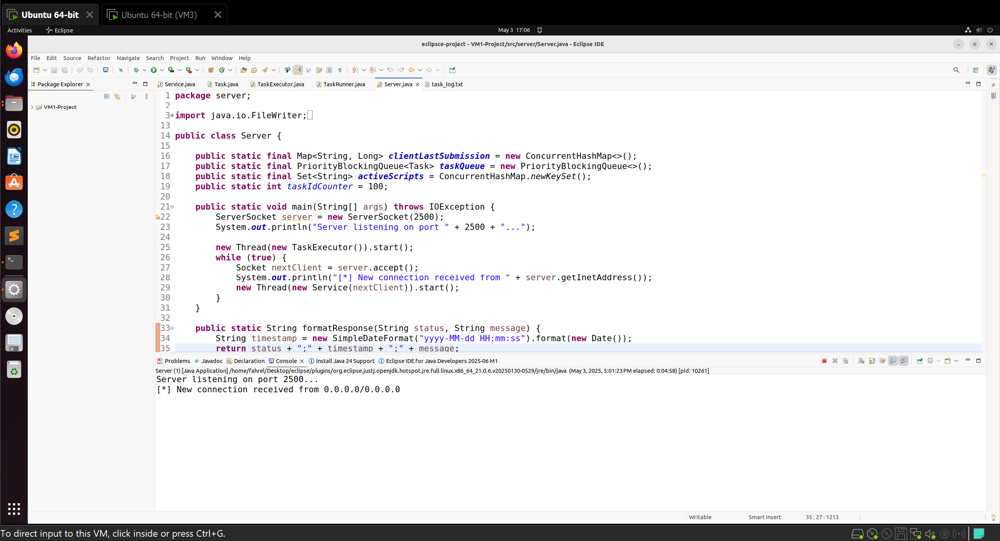 Ubuntu 64-bit
Ubuntu 64-bit (VM3)
Activities
Eclipse
May 3 17:06
eclipsce-project - VM1-Project/src/server/Server.java - Eclipse IDE
File Edit Source Refactor Navigate Search Project Run Window Help
Package Explorer
VM1-Project
Service.java
Task.java
TaskExecutor.java
TaskRunner.java
Server.java
task_log.txt
1 package server;
2
3 import java.io.FileWriter;
13
14 public class Server {
15
16 public static final Map<String, Long> clientLastSubmission = new ConcurrentHashMap<>();
17 public static final PriorityBlockingQueue<Task> taskQueue = new PriorityBlockingQueue<>();
18 public static final Set<String> activeScripts = ConcurrentHashMap.newKeySet();
19 public static int taskIdCounter = 100;
20
21 public static void main(String[] args) throws IOException {
22 ServerSocket server = new ServerSocket(2500);
23 System.out.println("Server listening on port " + 2500 + "...");
24
25 new Thread(new TaskExecutor()).start();
26 while (true) {
27 Socket nextClient = server.accept();
28 System.out.println("[*] New connection received from " + server.getInetAddress());
29 new Thread(new Service(nextClient)).start();
30 }
31 }
32
33 public static String formatResponse(String status, String message) {
34 String timestamp = new SimpleDateFormat("yyyy-MM-dd HH:mm:ss").format(new Date());
35 return status + ";" + timestamp + ";" + message;
Problems
Javadoc
Declaration
Console
Install Java 24 Support
Eclipse IDE for Java Developers 2025-06 M1
Server (1) [Java Application] /home/fahrel/Desktop/eclipse/plugins/org.eclipse.justj.openjdk.hotspot.jre.full.linux.x86_64_21.0.6.v20250130-0529/jre/bin/java (May 3, 2025, 5:01:23 PM elapsed: 0:04:58) [pid: 10261]
Server listening on port 2500...
[*] New connection received from 0.0.0.0/0.0.0.0
Writable
Smart Insert
35 : 27 : 1213
To direct input to this VM, click inside or press Ctrl+G.